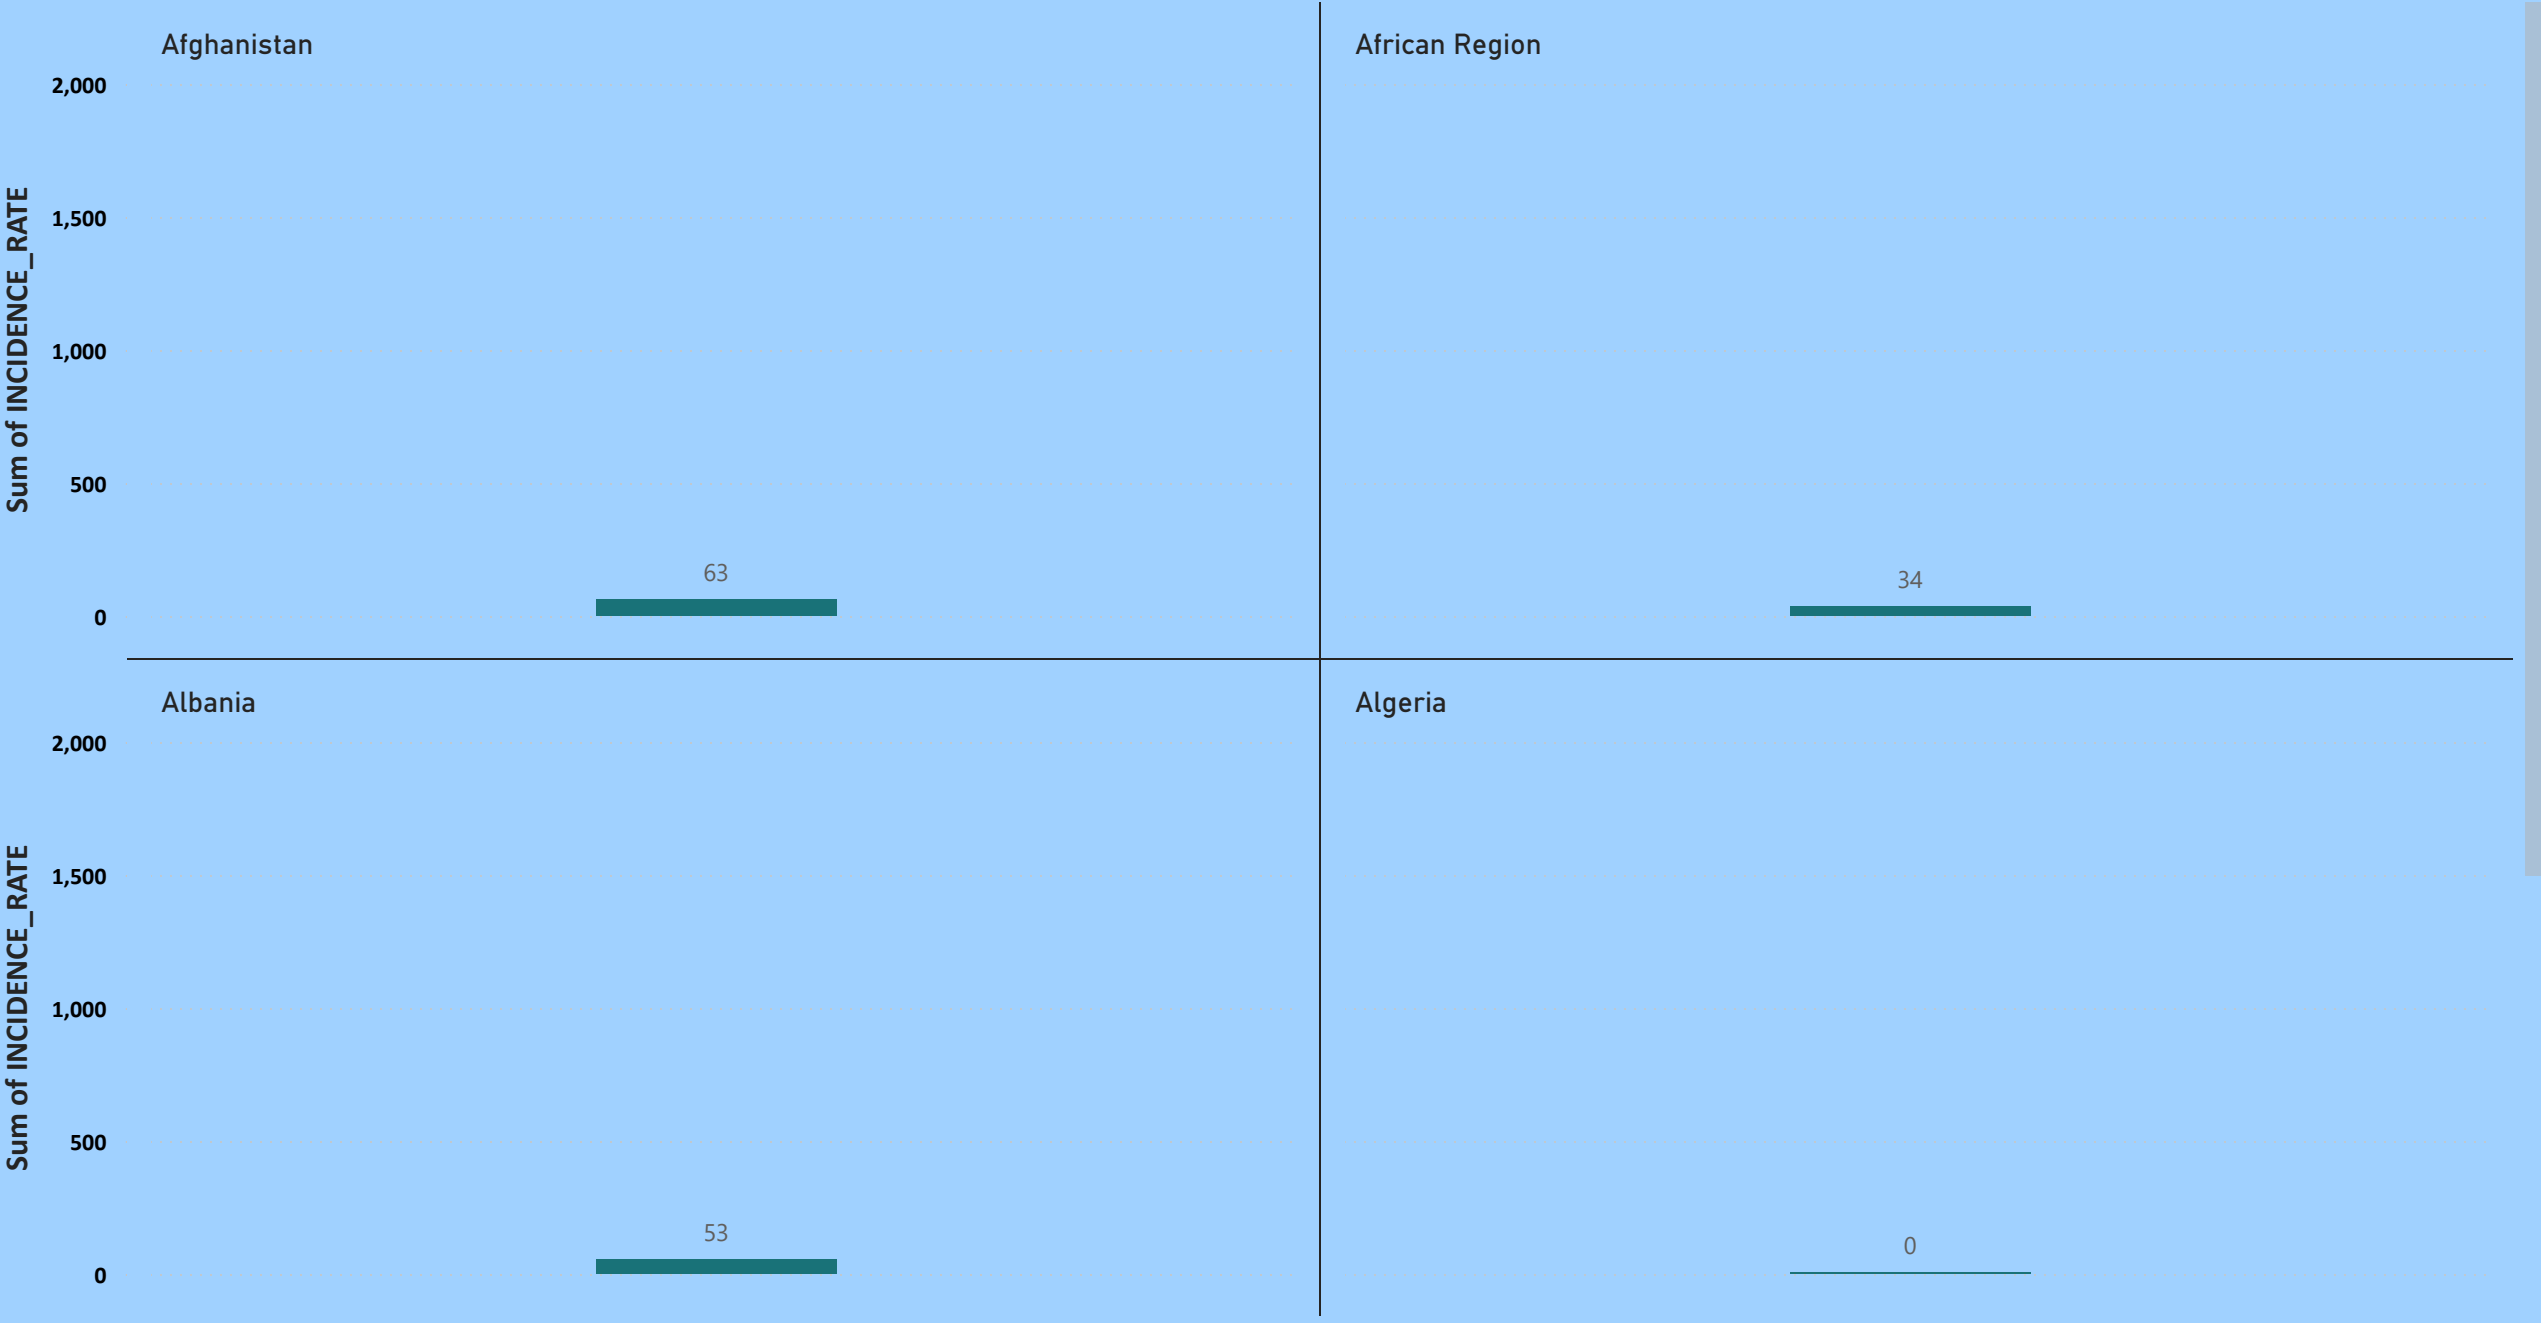 Afghanistan
Sum of INCIDENCE_RATE
2,000
1,500
1,000
500
0
63
African Region
34
Albania
Sum of INCIDENCE_RATE
2,000
1,500
1,000
500
0
53
Algeria
0